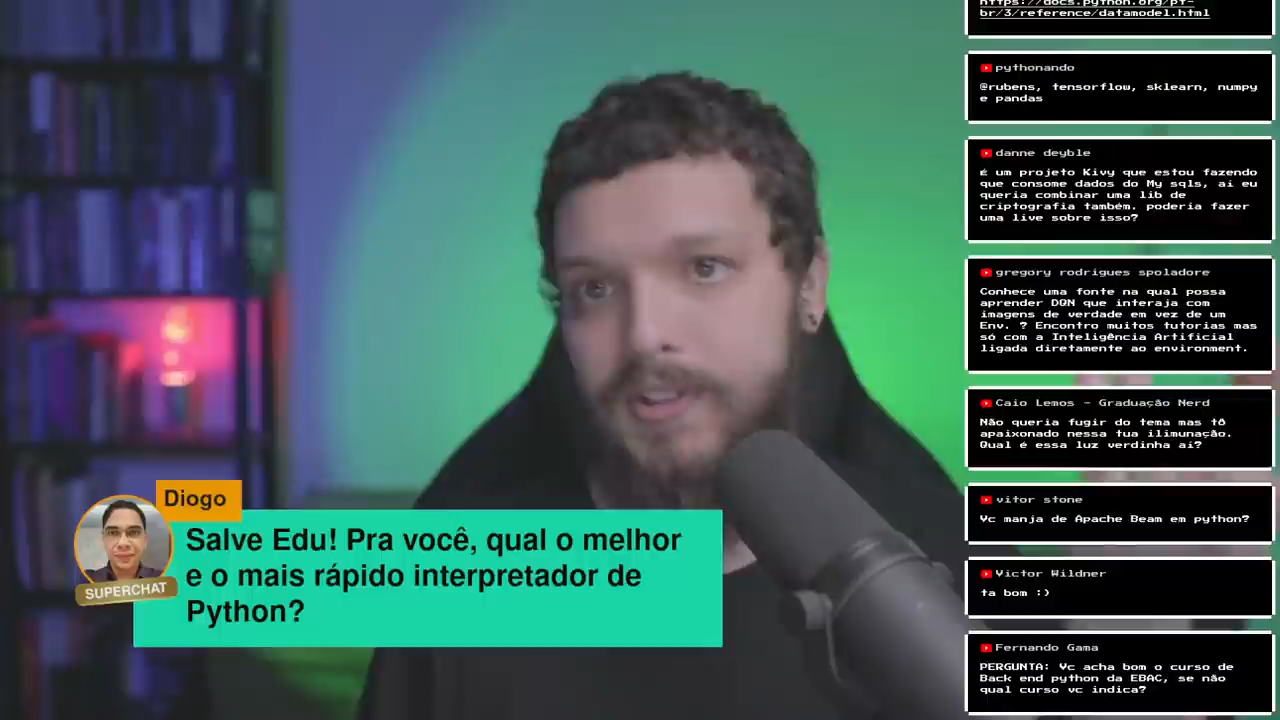 https://docs.python.org/pt-
br/3/reference/datamodel.html
pythonando
@rubens, tensorflow, sklearn, numpy
e pandas
danne deyble
É um projeto Kivy que estou fazendo
que consome dados do My sqls, aí eu
queria combinar uma lib de
criptografia também. poderia fazer
uma live sobre isso?
gregory rodrigues spoladore
Conhece uma fonte na qual possa
aprender DQN que interaja com
imagens de verdade em vez de um
Env. ? Encontro muitos tutorias mas
só com a Inteligência Artificial
ligada diretamente ao environment.
Caio Lemos - Graduação Nerd
Não queria fugir do tema mas tô
apaixonado nessa tua ilimunação.
Qual é essa luz verdinha aí?
vitor stone
Vc manja de Apache Beam em python?
Victor Wildner
ta bom :)
Fernando Gama
PERGUNTA: Vc acha bom o curso de
Back end python da EBAC, se não
qual curso vc indica?
Diogo
Salve Edu! Pra você, qual o melhor
e o mais rápido interpretador de
Python?
SUPERCHAT